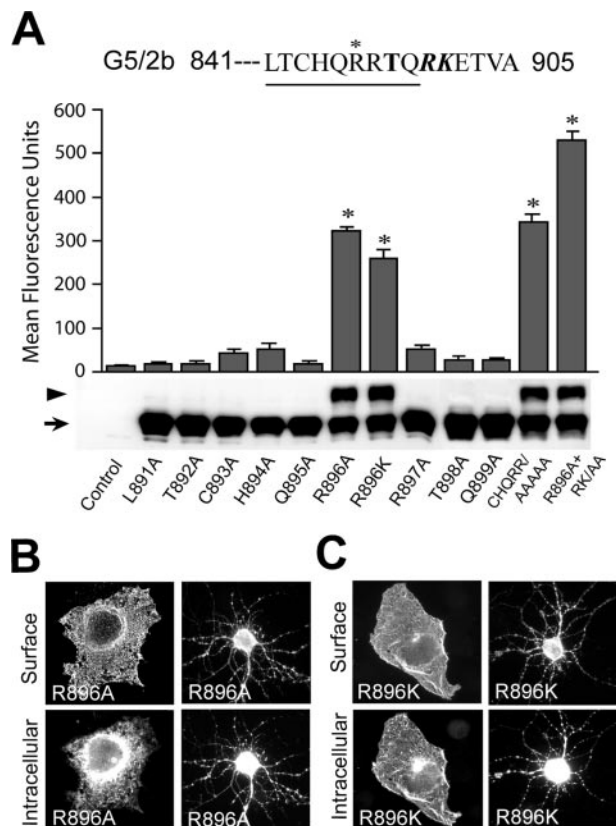 A
*
G5/2b 841---LTCHQRRTQRKETVA 905
600
500
400
300
200
100
0
Mean Fluorescence Units
* * * *
Control
L891A
T892A
C893A
H894A
Q895A
R896A
R896K
R897A
T898A
Q899A
CHQRR/
AAAAA
R896A+
RK/AA
B
C
Surface
R896A
R896A
Surface
R896K
R896K
Intracellular
R896A
R896A
Intracellular
R896K
R896K